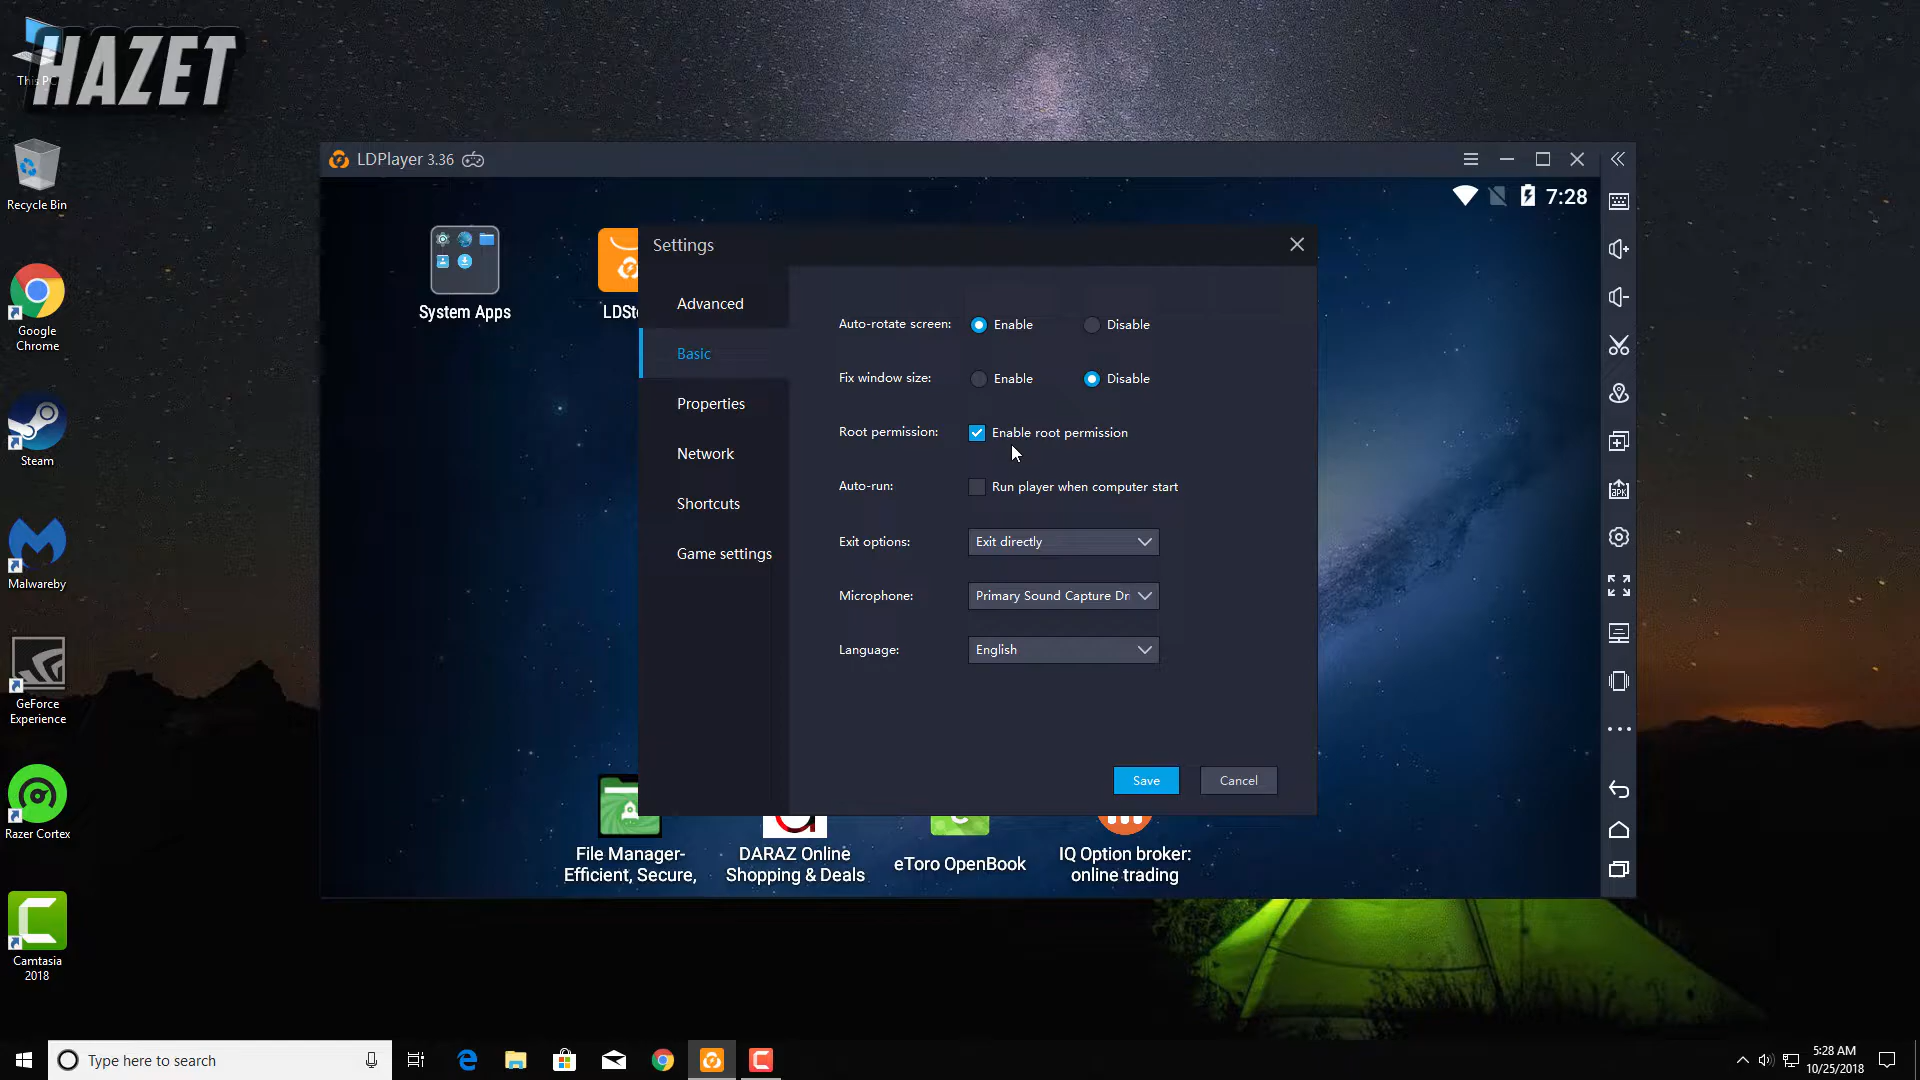 HAZET
This PC
Recycle Bin
Google
Chrome
Steam
Malwareby
GeForce
Experience
Razer Cortex
Camtasia
2018
LDPlayer 3.36
7:28
System Apps
LDSt
Settings
Advanced
Basic
Properties
Network
Shortcuts
Game settings
Auto-rotate screen:
Enable
Disable
Fix window size:
Enable
Disable
Root permission:
Enable root permission
Auto-run:
Run player when computer start
Exit options:
Exit directly
Microphone:
Primary Sound Capture Dri
Language:
English
Save
Cancel
APK
File Manager-
Efficient, Secure,
DARAZ Online
Shopping & Deals
eToro OpenBook
IQ Option broker:
online trading
Type here to search
5:28 AM
10/25/2018